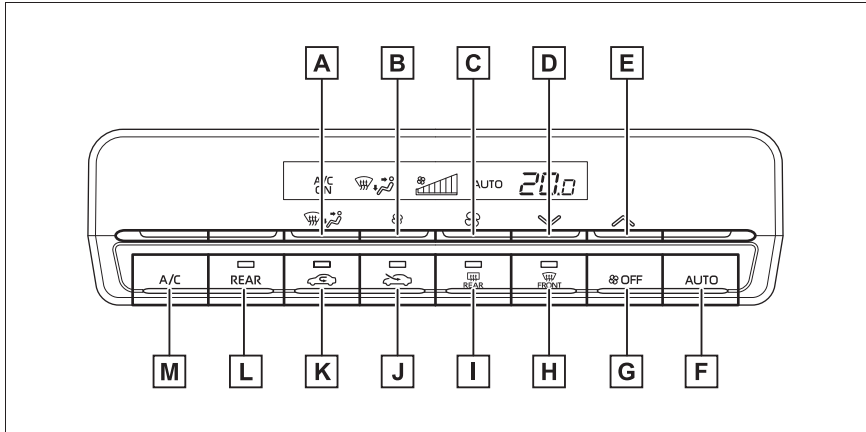 A B C D E
A/C ON AUTO 20.0
A/C REAR REAR FRONT OFF AUTO
M L K J I H G F